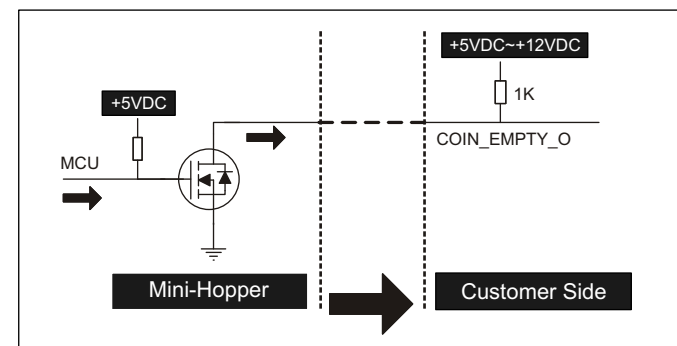 +5VDC~+12VDC
1K
+5VDC
COIN_EMPTY_O
MCU
Mini-Hopper
Customer Side